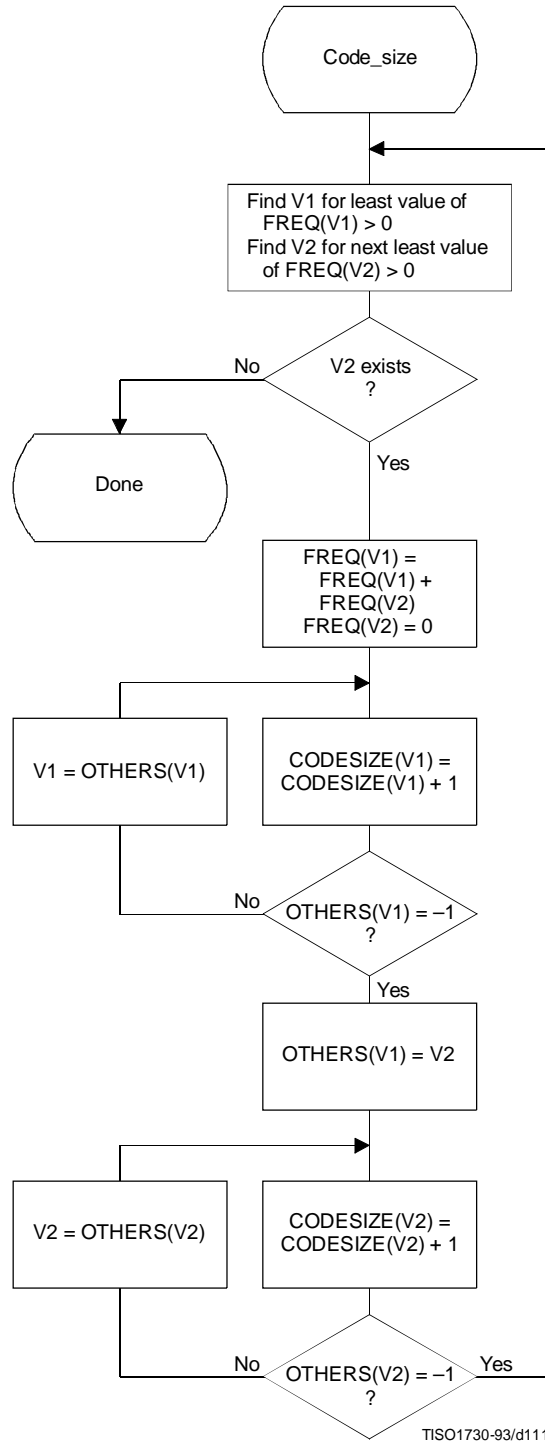 Code_size
Find V1 for least value of
FREQ(V1) > 0
Find V2 for next least value
of FREQ(V2) > 0
No
V2 exists
?
Done
Yes
FREQ(V1) =
FREQ(V1) +
FREQ(V2)
FREQ(V2) = 0
V1 = OTHERS(V1)
CODESIZE(V1) =
CODESIZE(V1) + 1
No
OTHERS(V1) = –1
?
Yes
OTHERS(V1) = V2
V2 = OTHERS(V2)
CODESIZE(V2) =
CODESIZE(V2) + 1
No
OTHERS(V2) = –1
?
Yes
TISO1730-93/d111